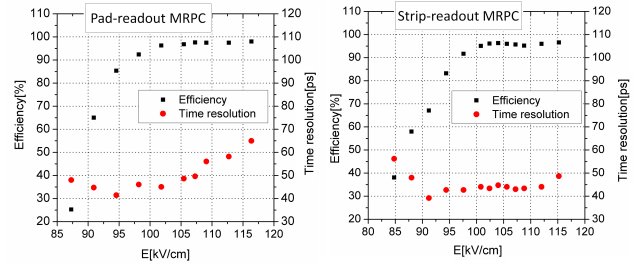 Pad-readout MRPC
Efficiency[%]
110
100
90
80
70
60
50
40
30
20
120
110
100
90
80
70
60
50
40
30
Time resolution[ps]
Efficiency
Time resolution
85 90 95 100 105 110 115 120
E[kV/cm]
Strip-readout MRPC
Efficiency[%]
110
100
90
80
70
60
50
40
30
20
120
110
100
90
80
70
60
50
40
30
Time resolution[ps]
Efficiency
Time resolution
80 85 90 95 100 105 110 115 120
E[kV/cm]